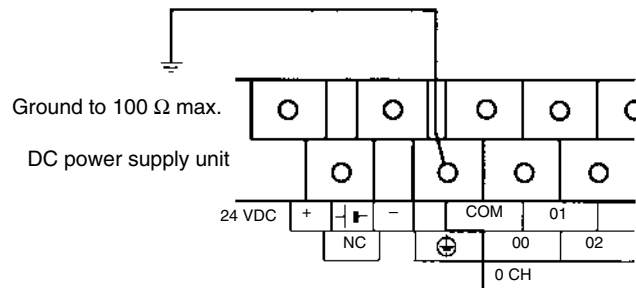 Ground to 100 Ω max.
DC power supply unit
24 VDC + − COM 01
NC 00 02
0 CH